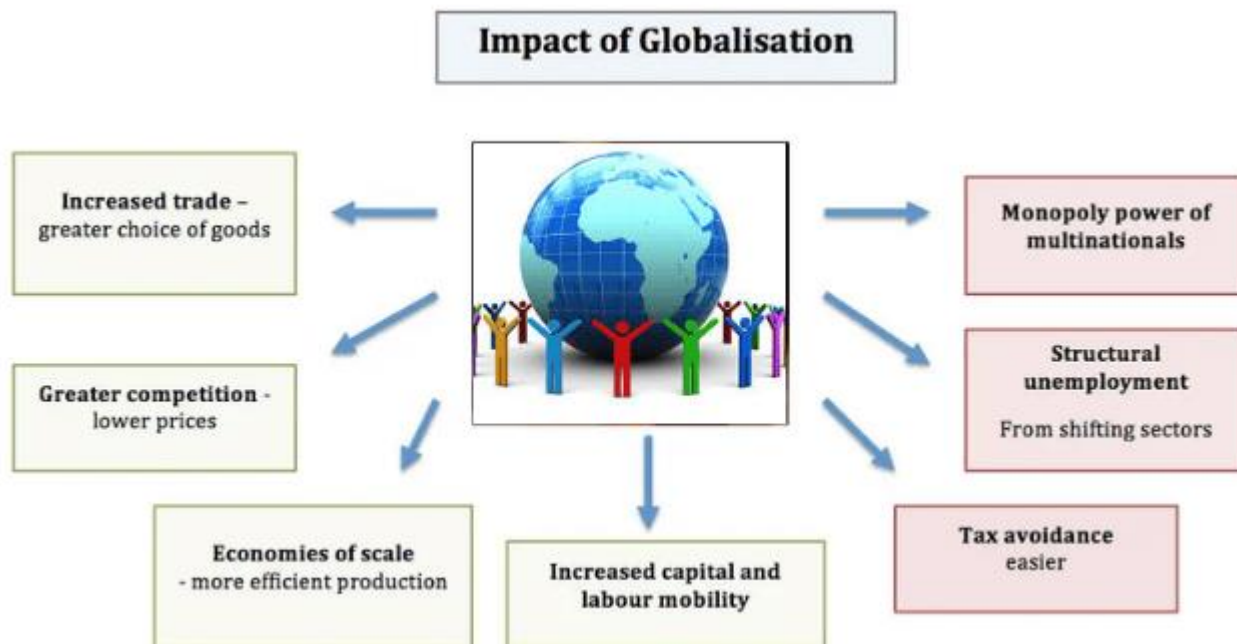 Impact of Globalisation
Increased trade –
greater choice of goods
Greater competition -
lower prices
Economies of scale
- more efficient production
Increased capital and
labour mobility
Monopoly power of
multinationals
Structural
unemployment
From shifting sectors
Tax avoidance
easier